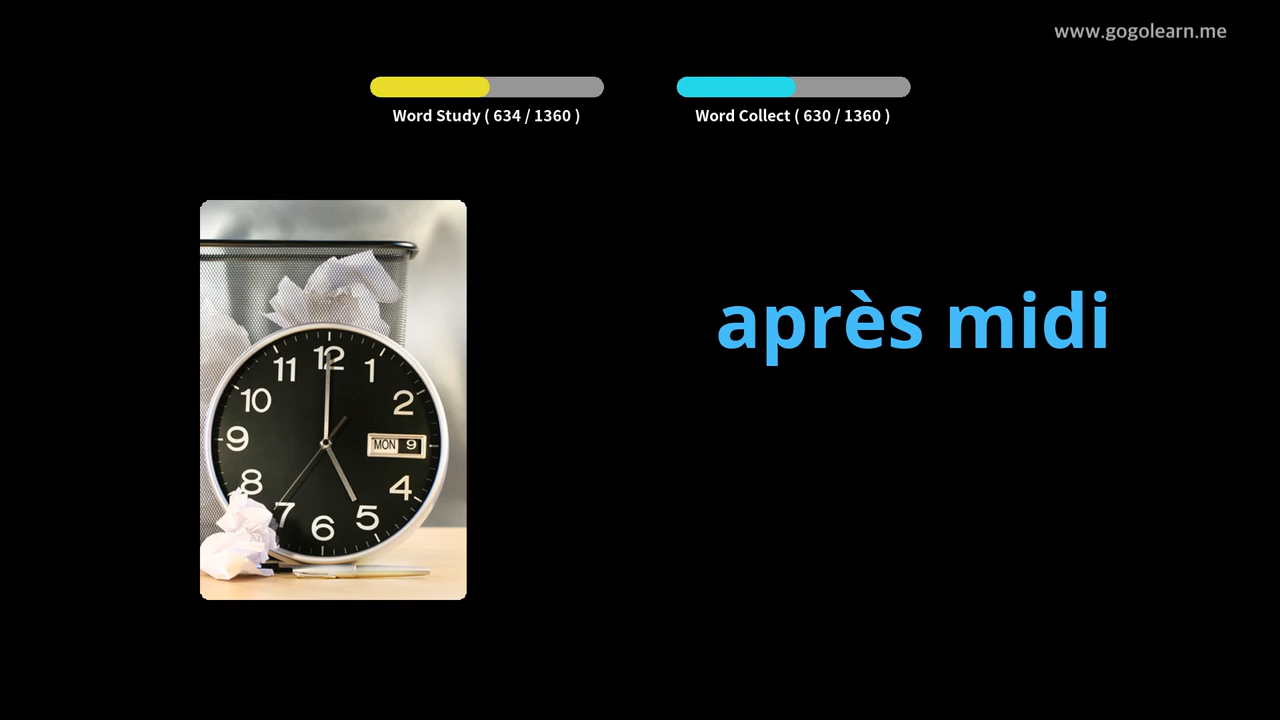 www.gogolearn.me
Word Study ( 634 / 1360 )
Word Collect ( 630 / 1360 )
après midi
12
11
1
10
2
9
MON 9
8
4
7
5
6